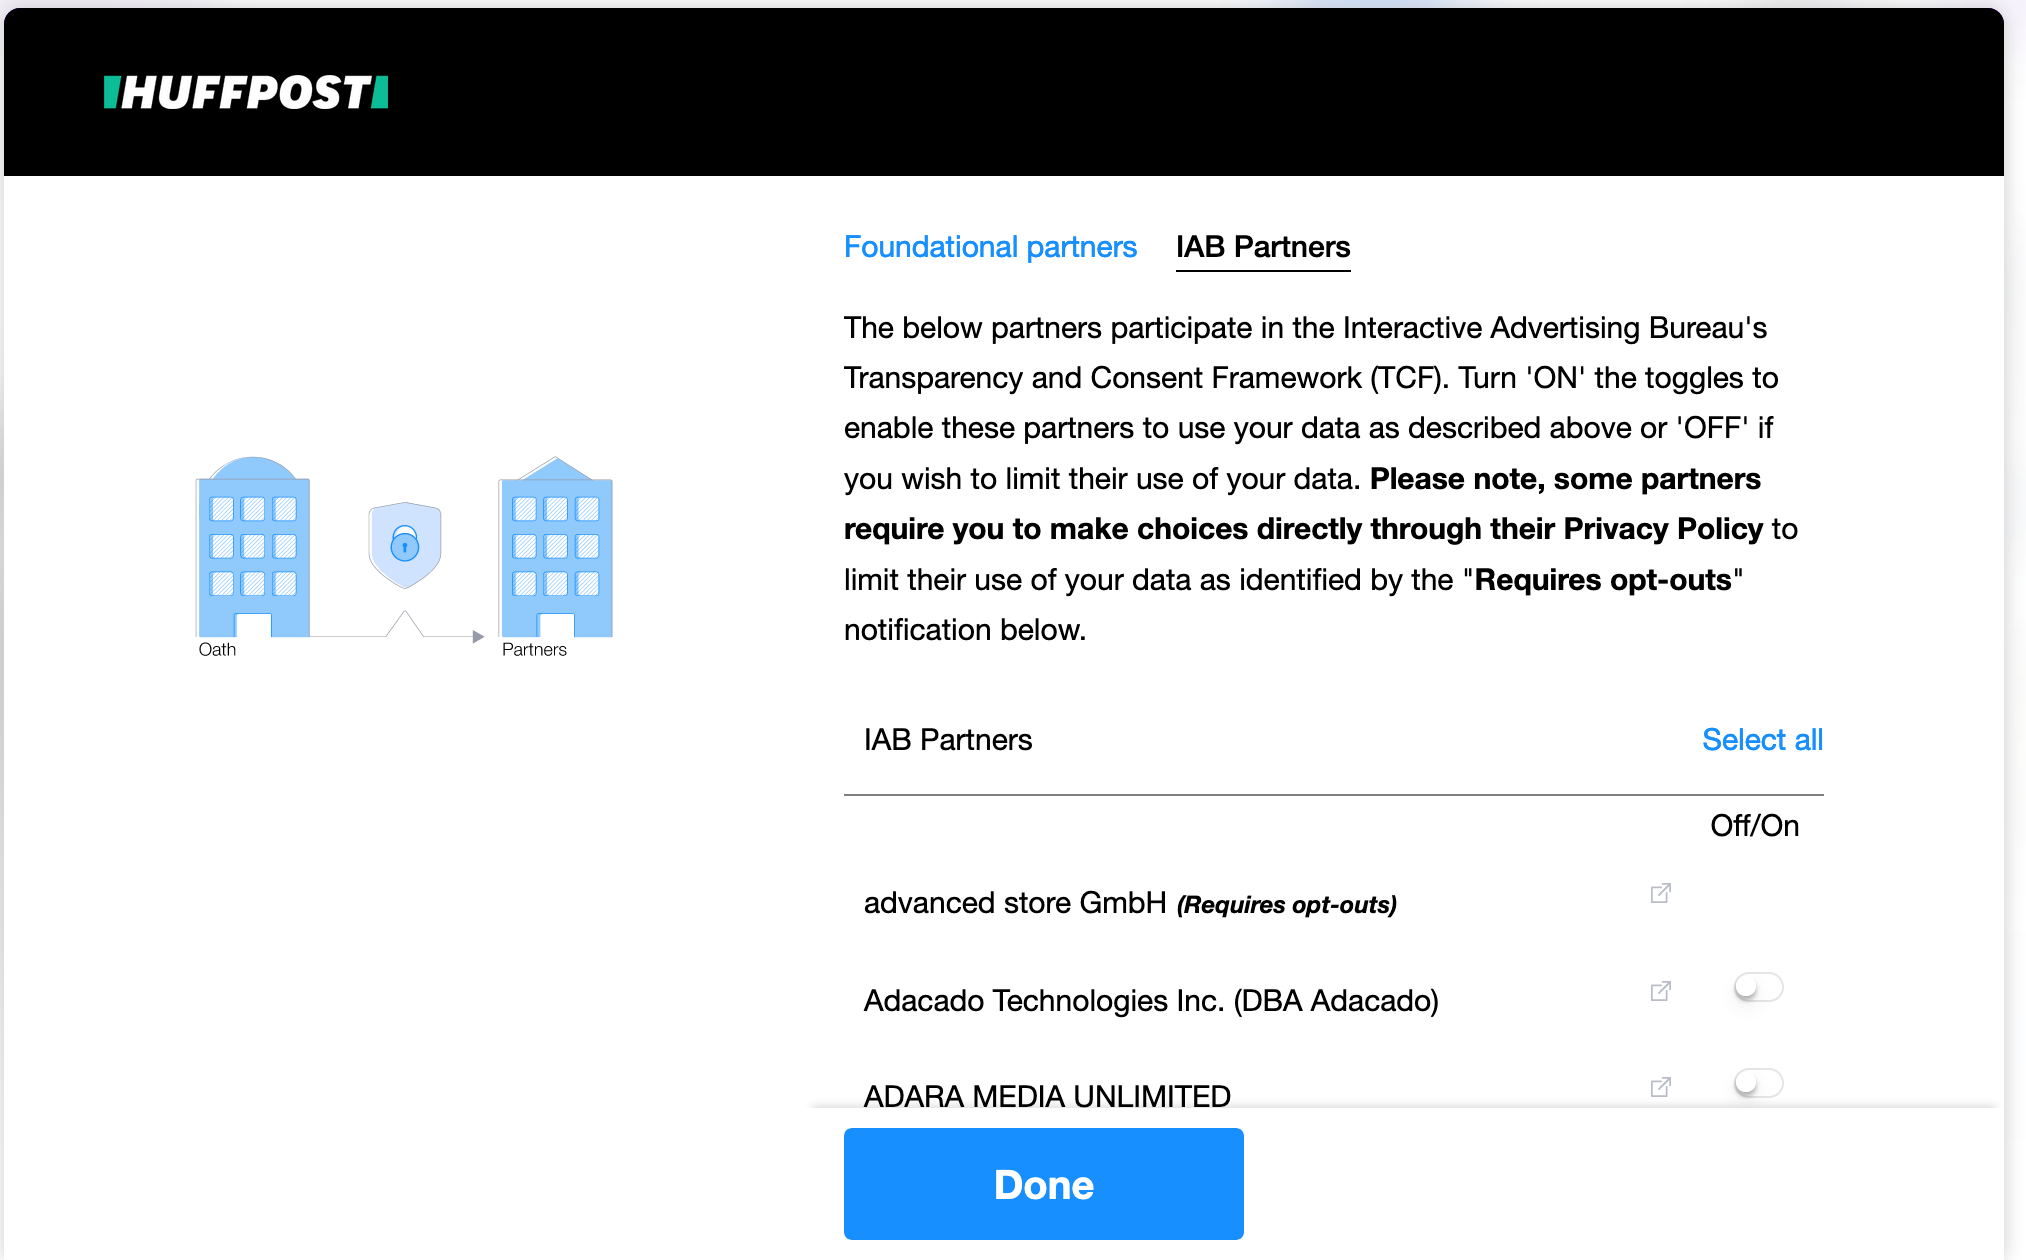 HUFFPOST
Foundational partners IAB Partners
The below partners participate in the Interactive Advertising Bureau's
Transparency and Consent Framework (TCF). Turn 'ON' the toggles to
enable these partners to use your data as described above or 'OFF' if
you wish to limit their use of your data. Please note, some partners
require you to make choices directly through their Privacy Policy to
limit their use of your data as identified by the "Requires opt-outs"
notification below.
Oath
Partners
IAB Partners Select all
Off/On
advanced store GmbH (Requires opt-outs)
Adacado Technologies Inc. (DBA Adacado)
ADARA MEDIA UNLIMITED
Done